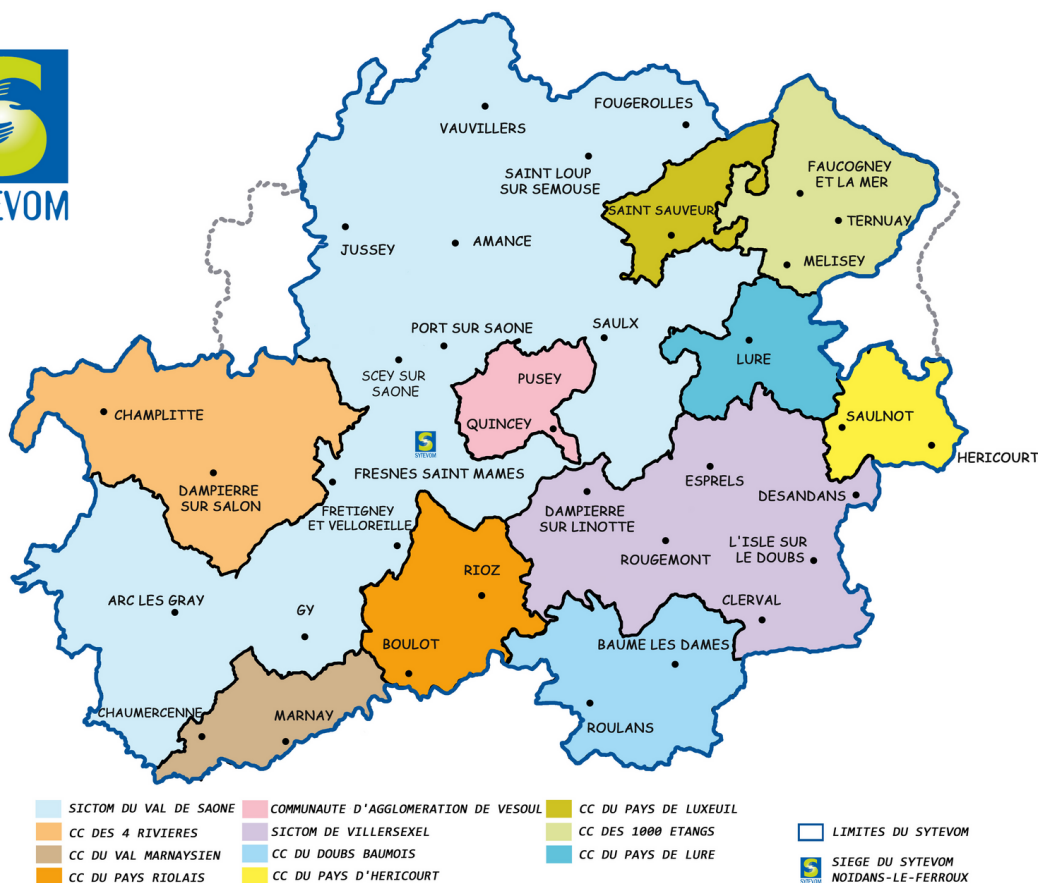 S
TEVOM
VAUVILLERS
FOUGEROLLES
SAINT LOUP
SUR SEMOUSE
FAUCOGNEY
ET LA MER
SAINT SAUVEUR
TERNUAY
JUSSEY
AMANCE
MELISEY
PORT SUR SAONE
SAULX
SCEY SUR
SAONE
PUSEY
LURE
CHAMPLITTE
QUINCEY
SAULNOT
S
SYTEVOM
HERICOURT
FRESNES SAINT MAMES
ESPRELS
DAMPIERRE
SUR SALON
DESANDANS
FRETIGNEY
ET VELLOREILLE
DAMPIERRE
SUR LINOTTE
ROUGEMONT
L'ISLE SUR
LE DOUBS
RIOZ
ARC LES GRAY
GY
CLERVAL
BOULOT
BAUME LES DAMES
CHAUMERCENNE
MARNAY
ROULANS
SICTOM DU VAL DE SAONE
CC DES 4 RIVIERES
CC DU VAL MARNAYSIEN
CC DU PAYS RIOLAIS
COMMUNAUTE D'AGGLOMERATION DE VESOUL
SICTOM DE VILLERSEXEL
CC DU DOUBS BAUMOIS
CC DU PAYS D'HERICOURT
CC DU PAYS DE LUXEUIL
CC DES 1000 ETANGS
CC DU PAYS DE LURE
LIMITES DU SYTEVOM
S
SYTEVOM
SIEGE DU SYTEVOM
NOIDANS-LE-FERROUX